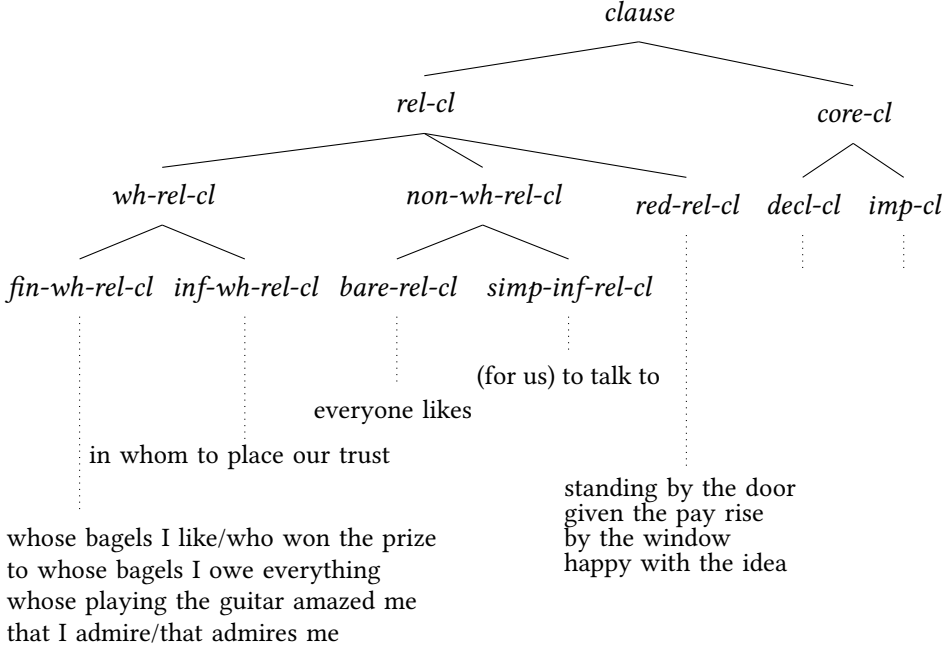 clause
rel-cl
core-cl
wh-rel-cl non-wh-rel-cl red-rel-cl decl-cl imp-cl
fin-wh-rel-cl inf-wh-rel-cl bare-rel-cl simp-inf-rel-cl
(for us) to talk to
everyone likes
in whom to place our trust
standing by the door
given the pay rise
by the window
happy with the idea
whose bagels I like/who won the prize
to whose bagels I owe everything
whose playing the guitar amazed me
that I admire/that admires me